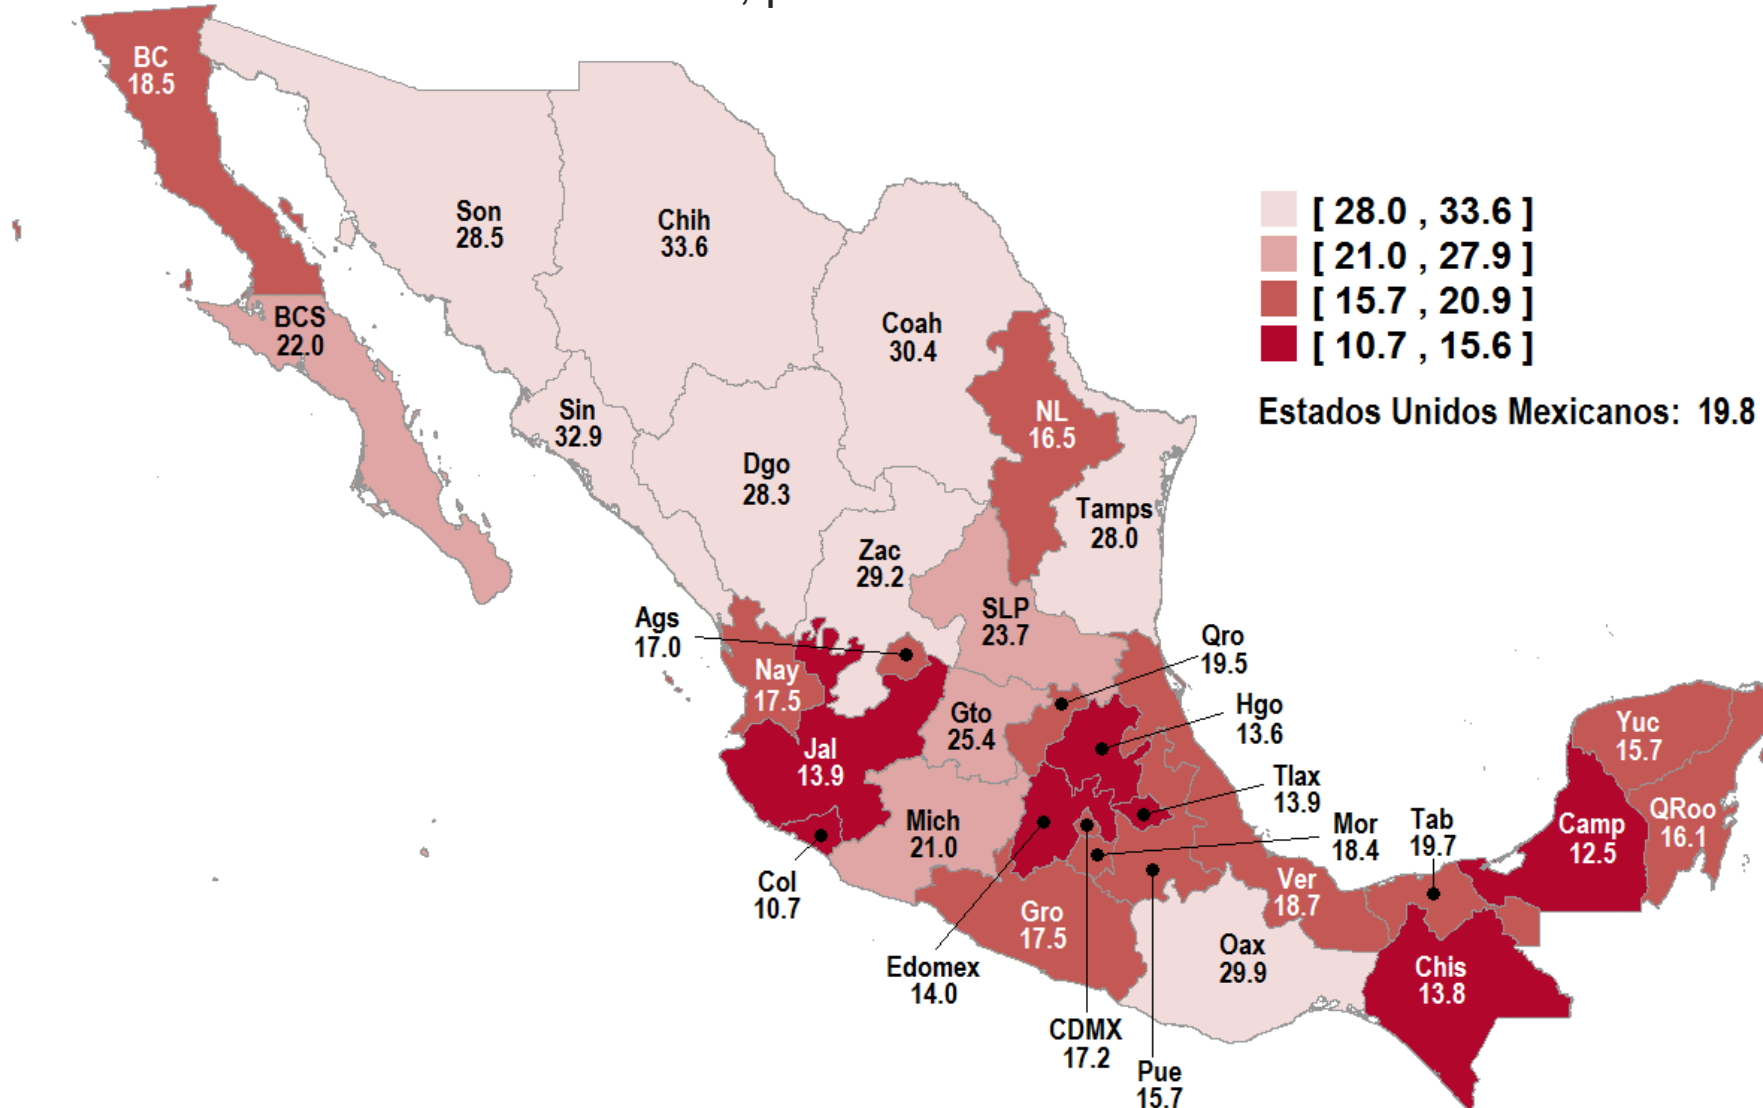 BC
18.5
Son
28.5
Chih
33.6
[ 28.0 , 33.6 ]
[ 21.0 , 27.9 ]
[ 15.7 , 20.9 ]
[ 10.7 , 15.6 ]
Estados Unidos Mexicanos: 19.8
BCS
22.0
Coah
30.4
Sin
32.9
NL
16.5
Dgo
28.3
Tamps
28.0
Zac
29.2
SLP
23.7
Ags
17.0
Qro
19.5
Nay
17.5
Hgo
13.6
Gto
25.4
Yuc
15.7
Jal
13.9
Tlax
13.9
QRoo
16.1
Mich
21.0
Mor
18.4
Tab
19.7
Camp
12.5
Col
10.7
Ver
18.7
Gro
17.5
Oax
29.9
Edomex
14.0
Chis
13.8
CDMX
17.2
Pue
15.7